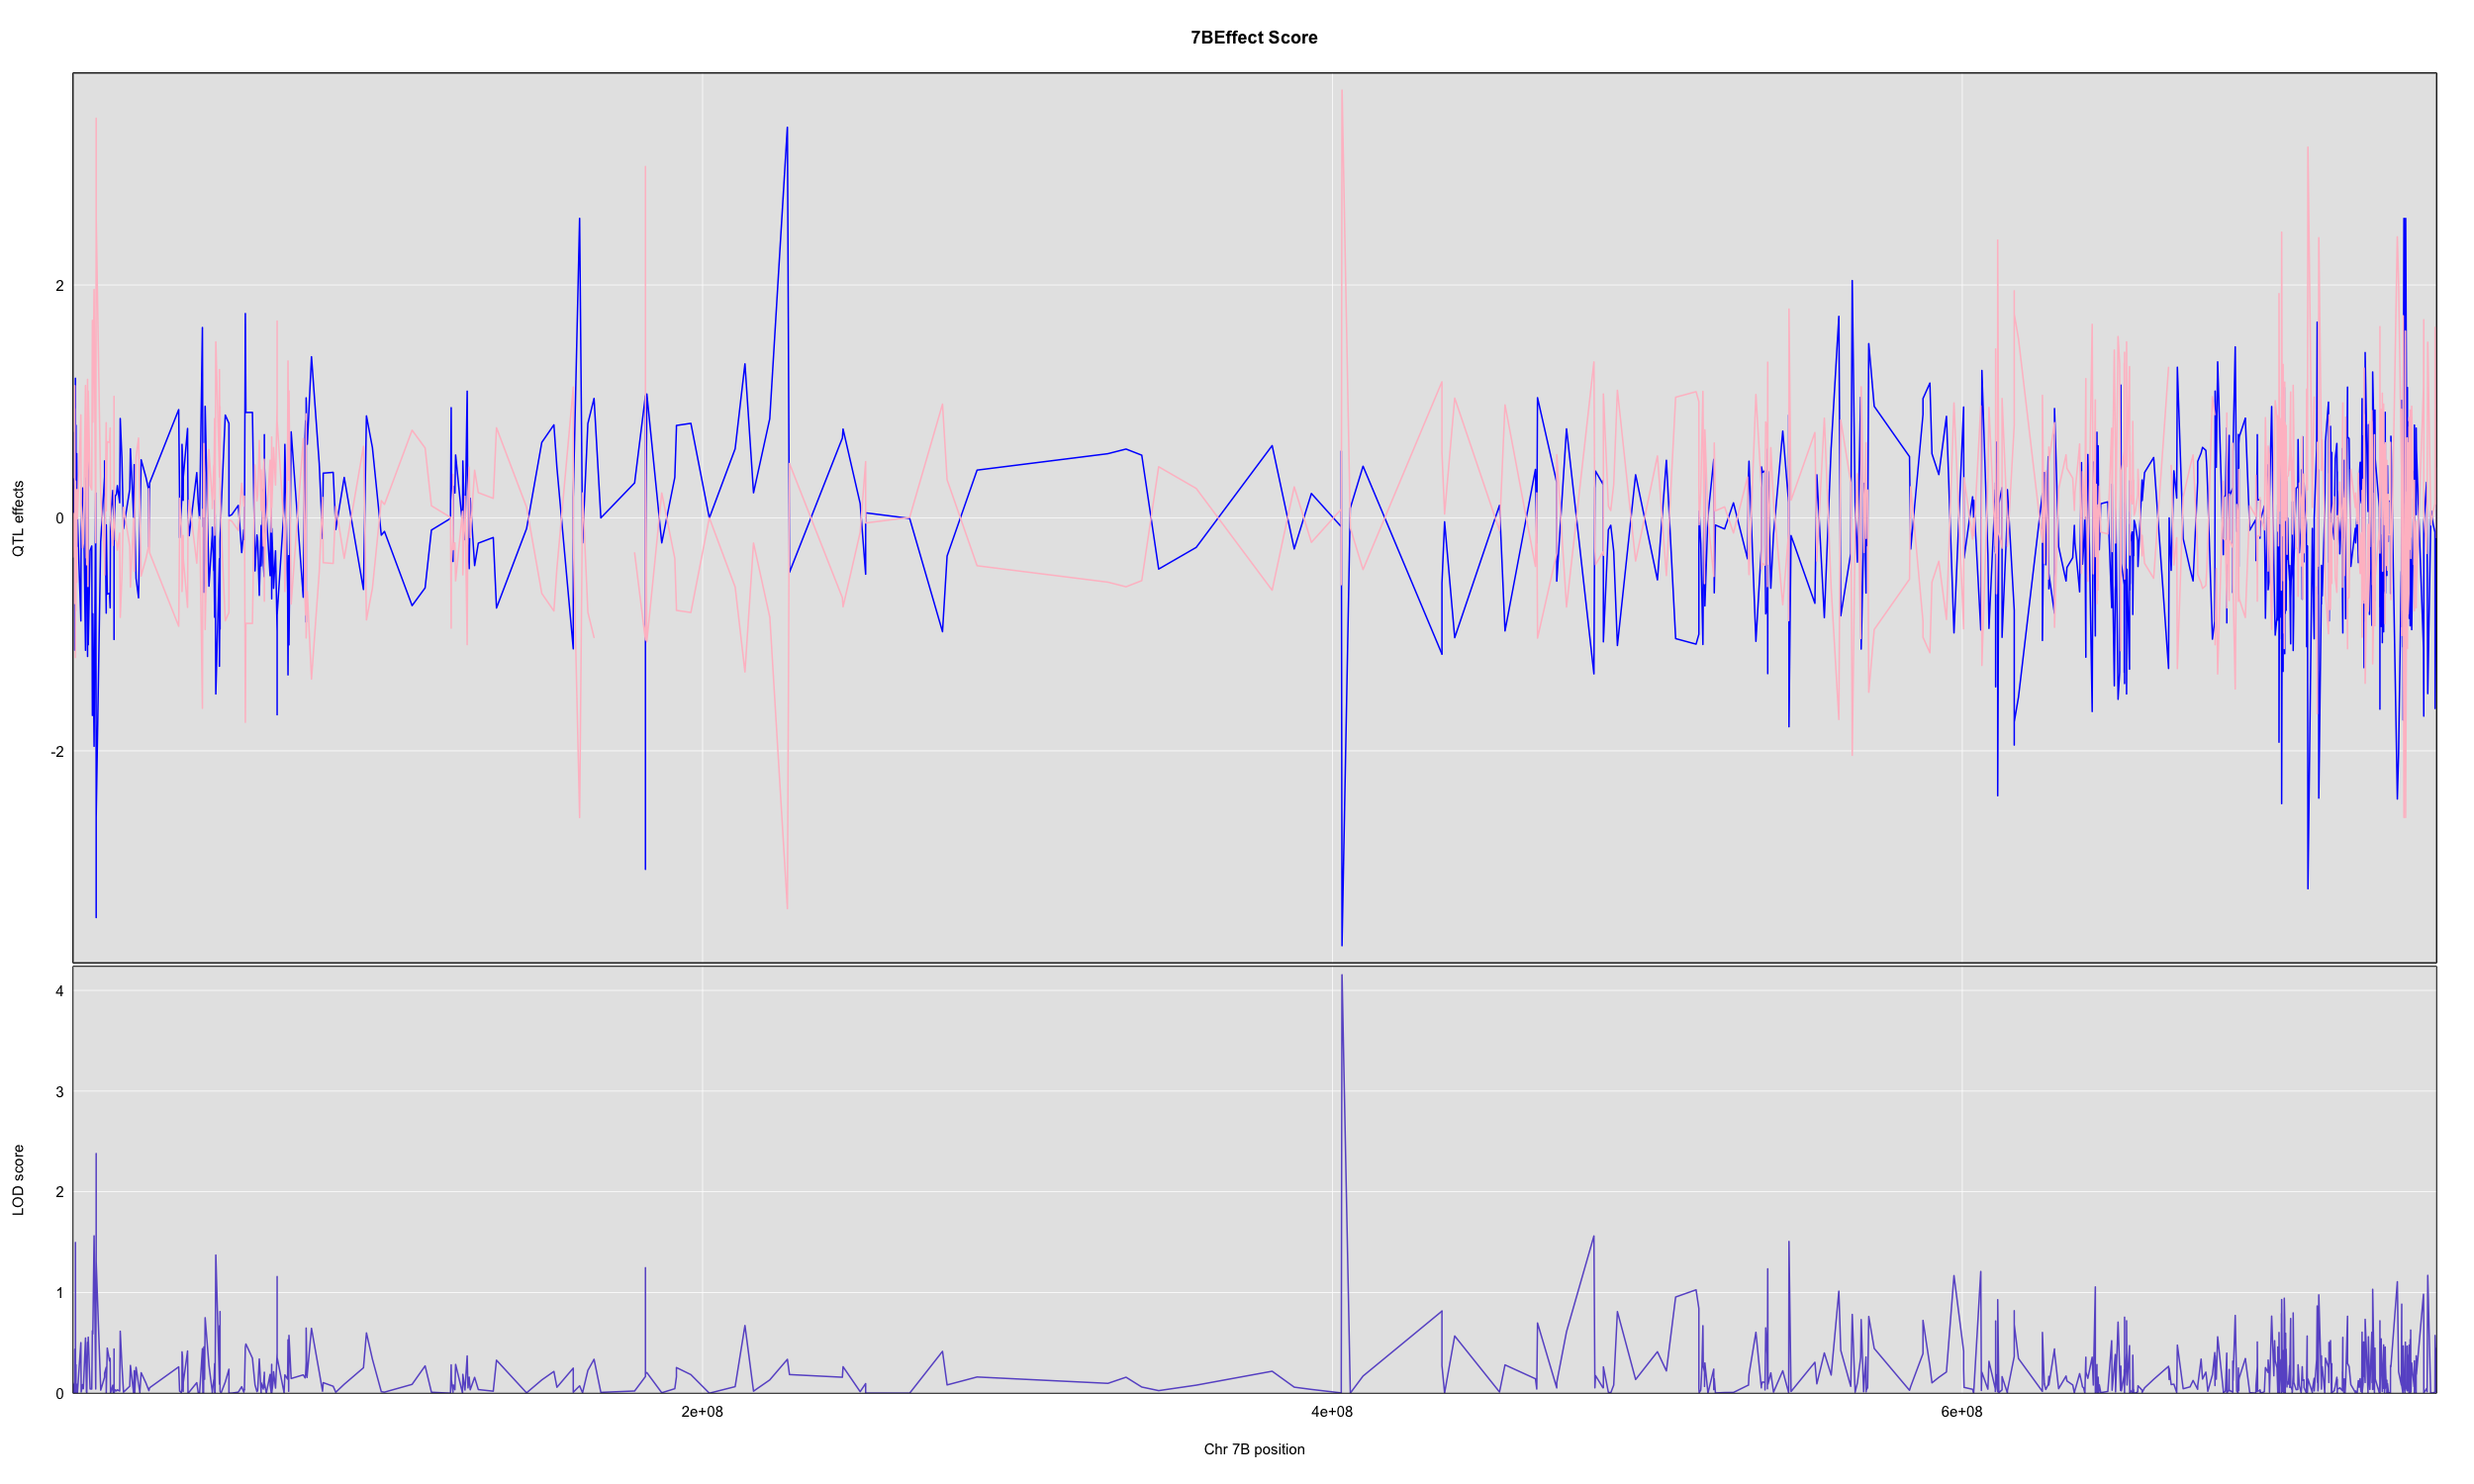 7BEffect Score
QTL effects
2
0
-2
LOD score
4
3
2
1
0
2e+08
4e+08
6e+08
Chr 7B position